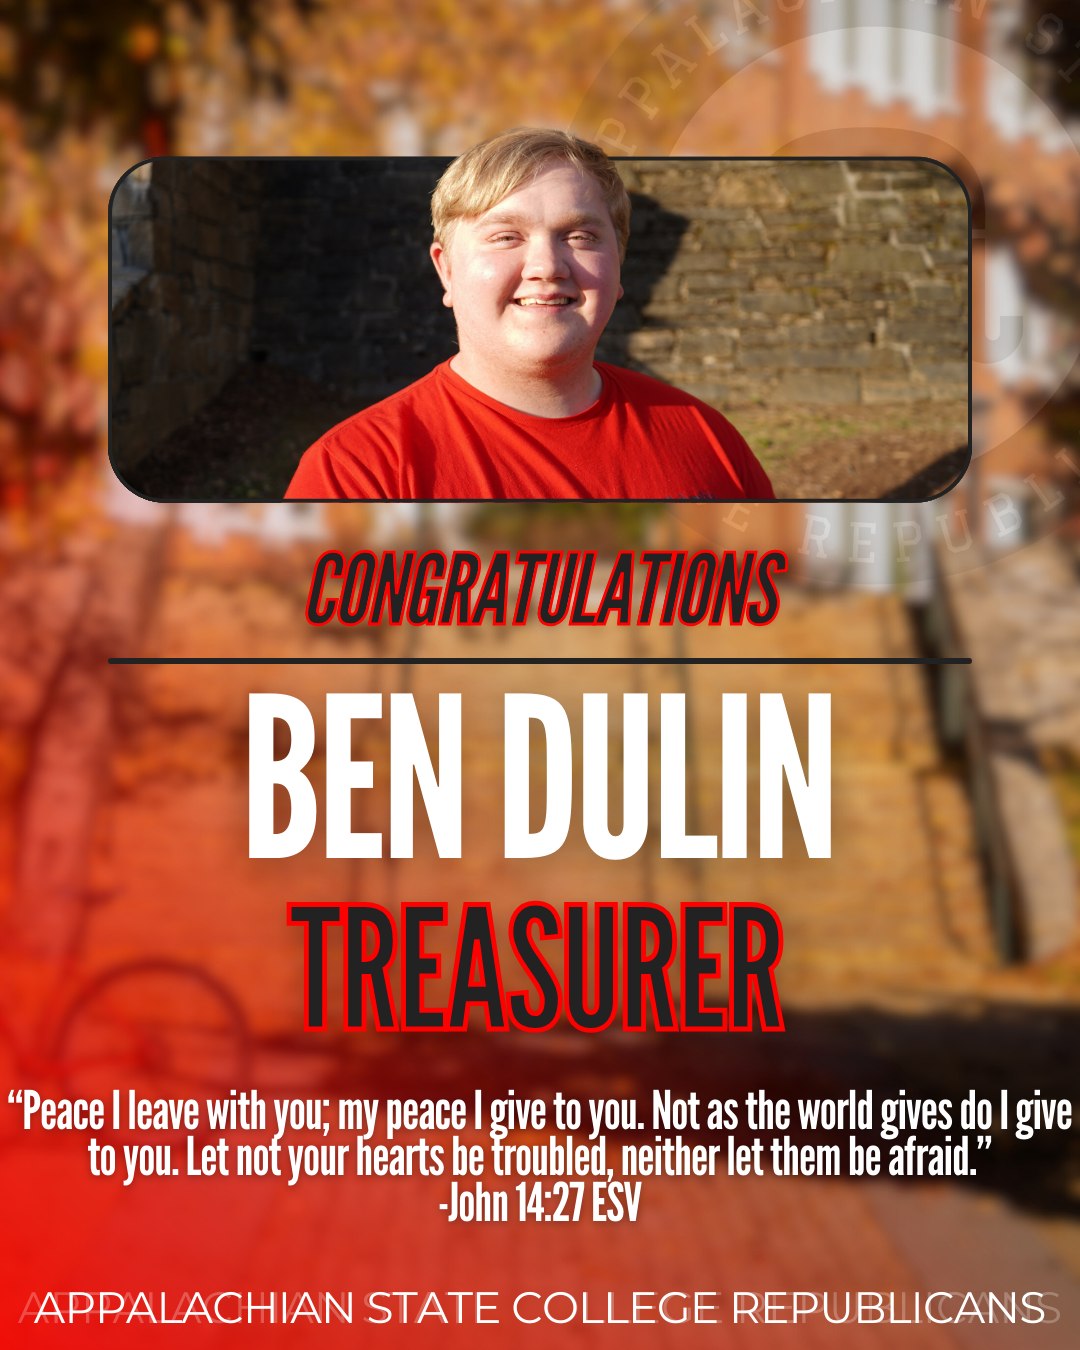 CONGRATULATIONS
BEN DULIN
TREASURER
“Peace I leave with you; my peace I give to you. Not as the world gives do I give
to you. Let not your hearts be troubled, neither let them be afraid.”
-John 14:27 ESV
APPALACHIAN STATE COLLEGE REPUBLICANS